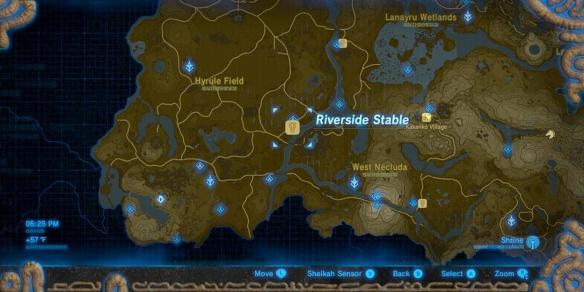 Lanayru Wetlands
Hyrule Field
Riverside Stable
Kakariko Village
West Necluda
05:25 PM
+57°F
Shrine
Move L Sheikah Sensor Y Back B Select A Zoom